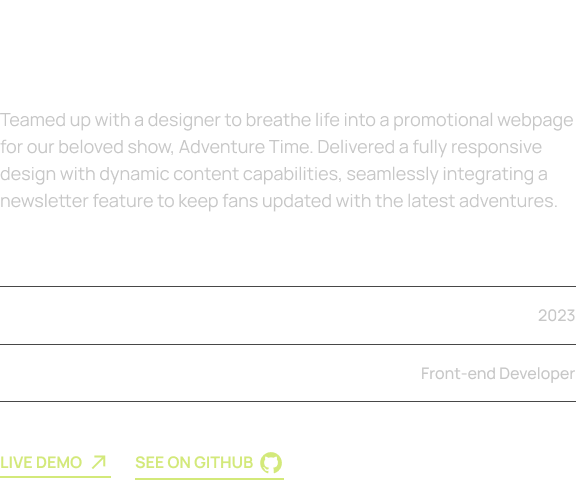 Teamed up with a designer to breathe life into a promotional webpage
for our beloved show, Adventure Time. Delivered a fully responsive
design with dynamic content capabilities, seamlessly integrating a
newsletter feature to keep fans updated with the latest adventures.
2023
Front-end Developer
LIVE DEMO SEE ON GITHUB